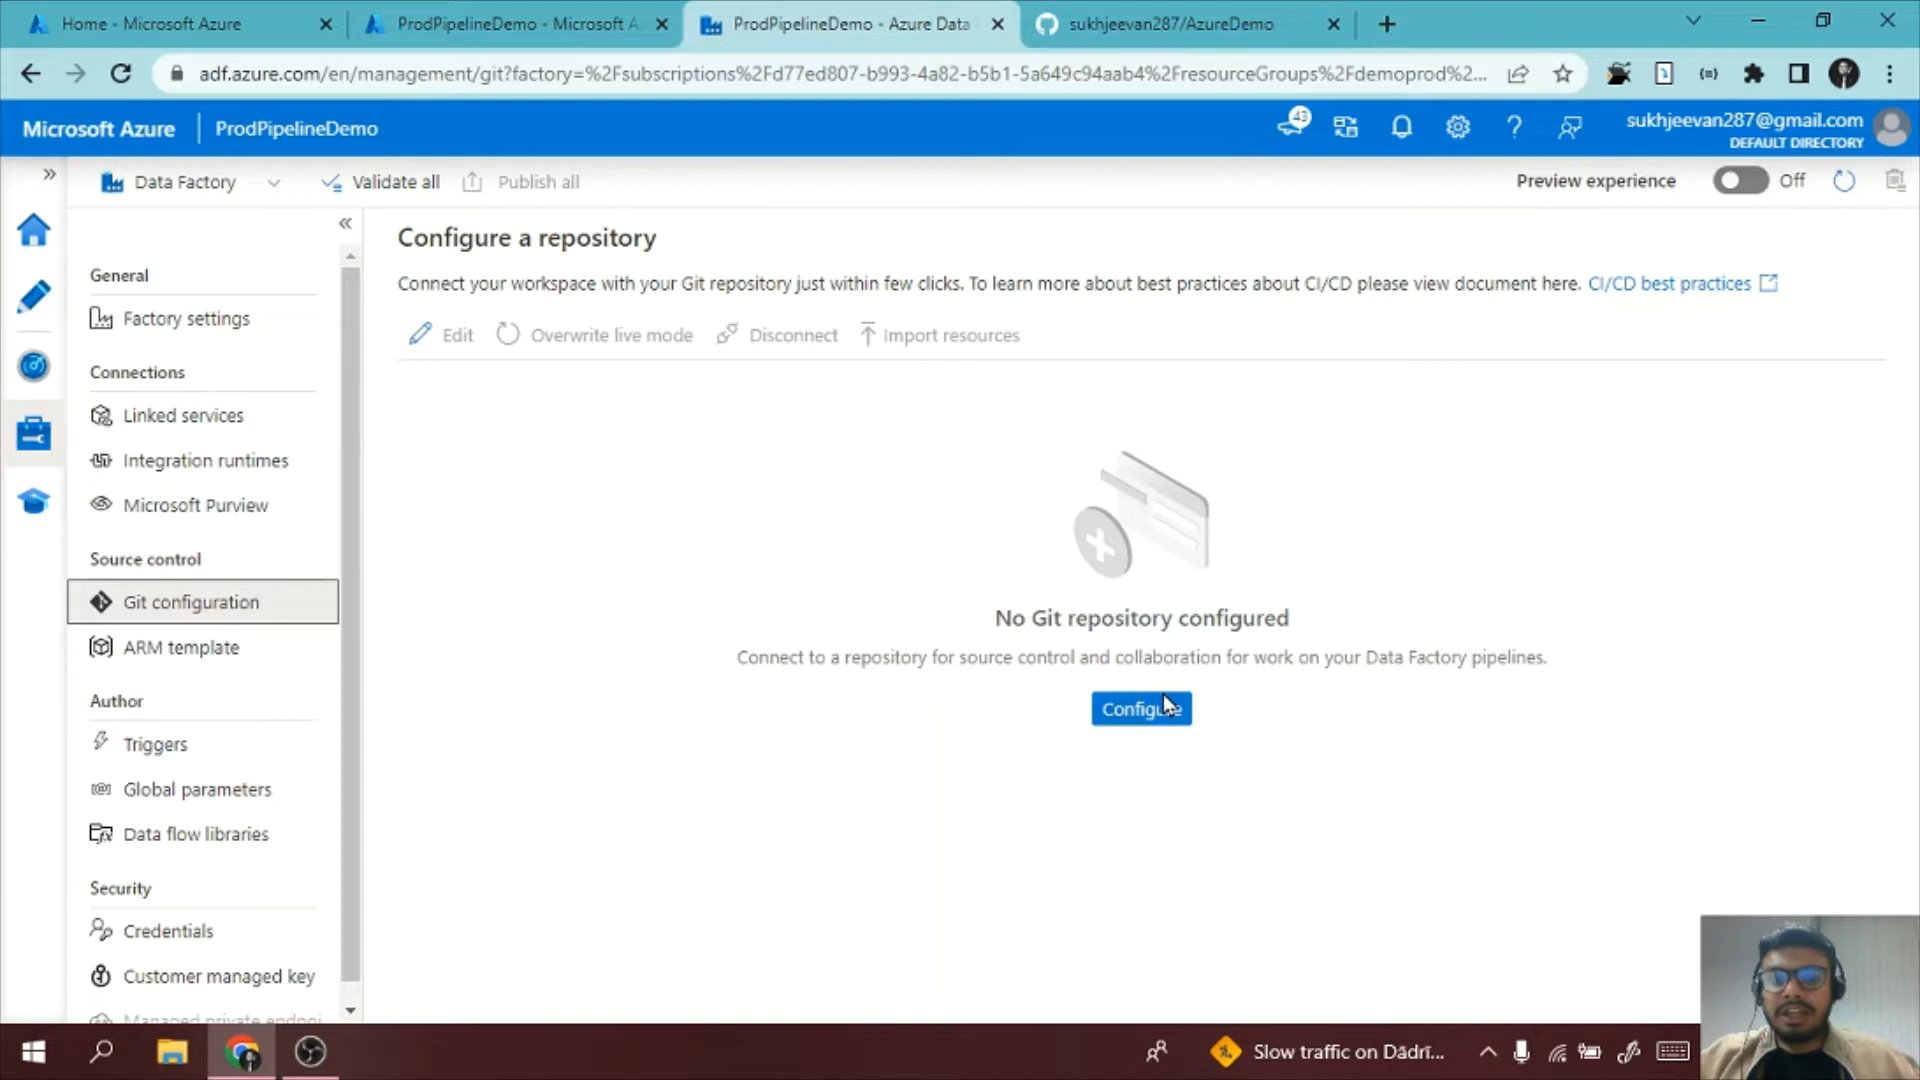 Home - Microsoft Azure
ProdPipelineDemo - Microsoft A
ProdPipelineDemo - Azure Data
sukhjeevan287/AzureDemo
adf.azure.com/en/management/git?factory=%2Fsubscriptions%2Fd77ed807-b993-4a82-b5b1-5a649c94aab4%2FresourceGroups%2Fdemoprod%2...
Microsoft Azure
ProdPipelineDemo
43
sukhjeevan287@gmail.com
DEFAULT DIRECTORY
Data Factory
Validate all
Publish all
Preview experience
Off
General
Factory settings
Connections
Linked services
Integration runtimes
Microsoft Purview
Source control
Git configuration
ARM template
Author
Triggers
Global parameters
Data flow libraries
Security
Credentials
Customer managed key
Managed private endpoi
Configure a repository
Connect your workspace with your Git repository just within few clicks. To learn more about best practices about CI/CD please view document here. CI/CD best practices
Edit
Overwrite live mode
Disconnect
Import resources
No Git repository configured
Connect to a repository for source control and collaboration for work on your Data Factory pipelines.
Configure
Slow traffic on Dādrī...